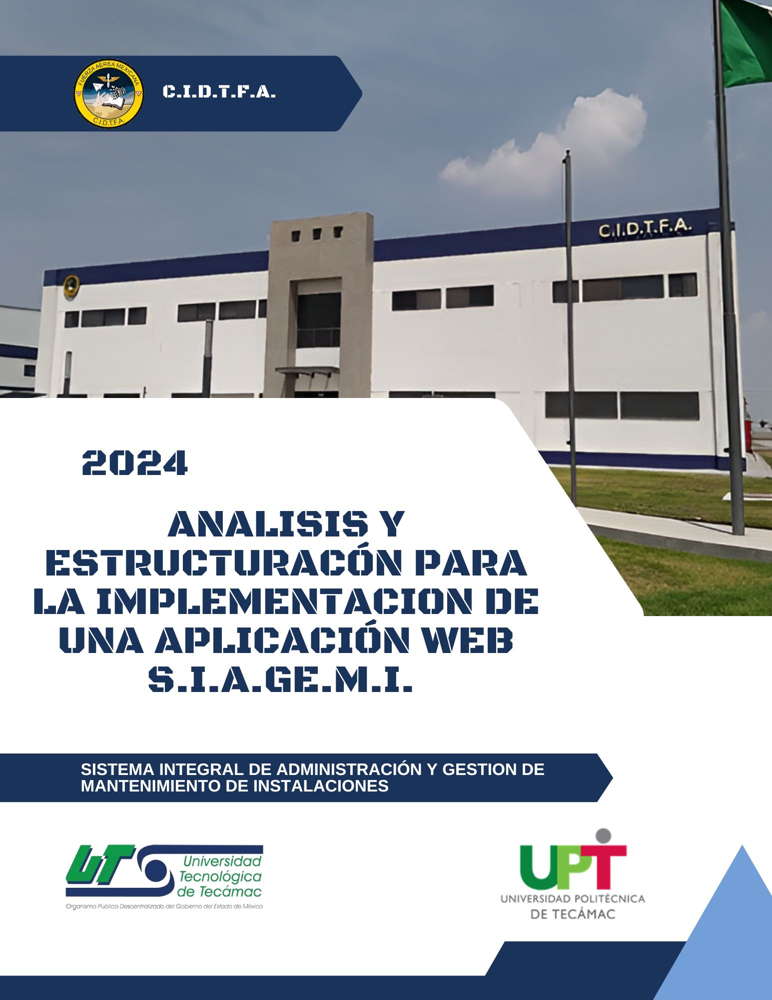 FUERZA AÉREA MEXICANA
C.I.D.T.F.A.
C.I.D.T.F.A.
C.I.D.T.F.A.
2024
ANALISIS Y
ESTRUCTURACÓN PARA
LA IMPLEMENTACION DE
UNA APLICACIÓN WEB
S.I.A.GE.M.I.
SISTEMA INTEGRAL DE ADMINISTRACIÓN Y GESTION DE
MANTENIMIENTO DE INSTALACIONES
UT
Universidad
Tecnológica
de Tecámac
Organismo Público Descentralizado del Gobierno del Estado de México
UPT
UNIVERSIDAD POLITÉCNICA
DE TECÁMAC